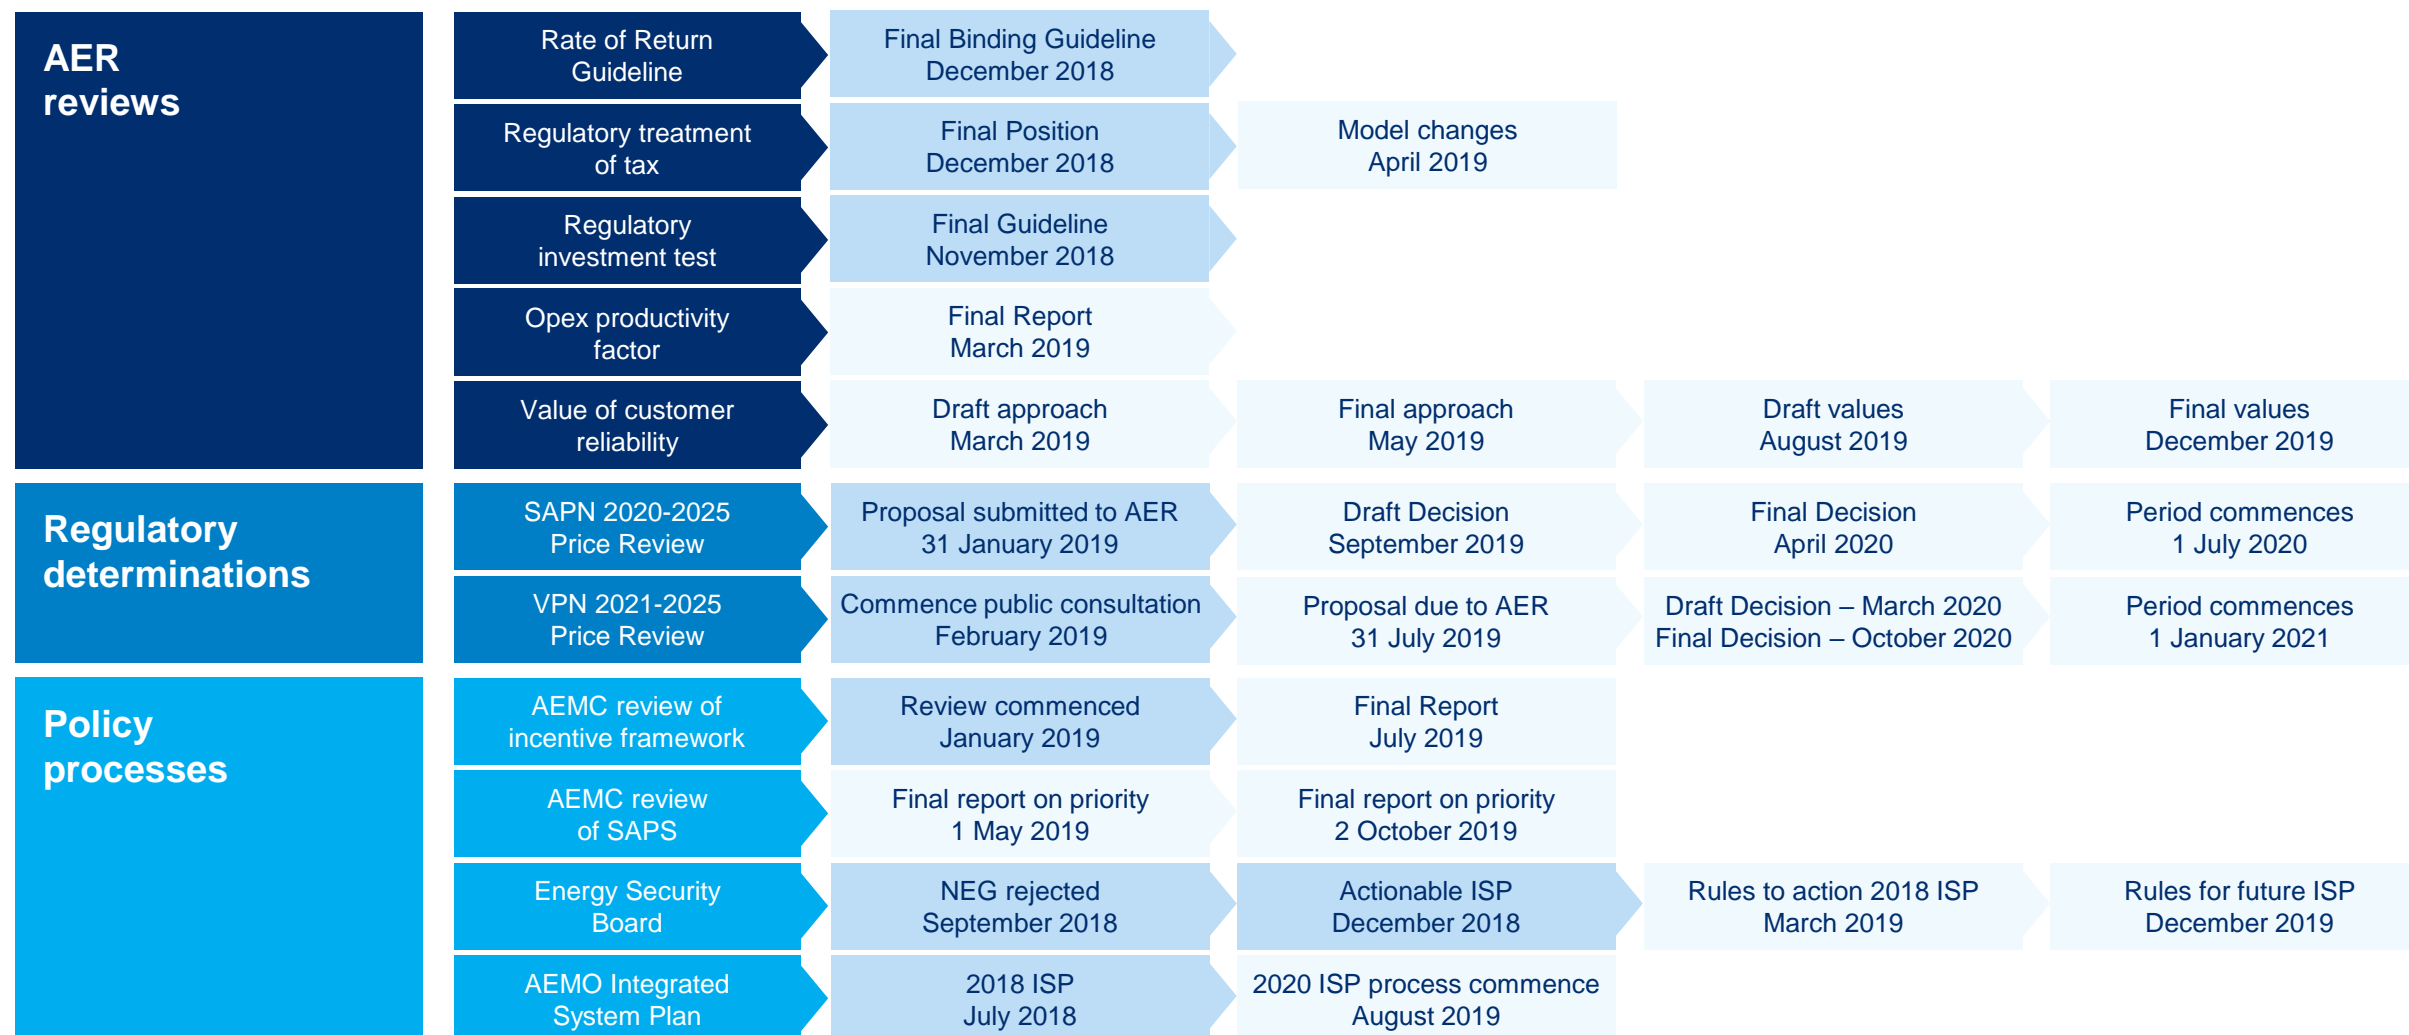 AER
reviews
Rate of Return
Guideline
Final Binding Guideline
December 2018
Regulatory treatment
of tax
Final Position
December 2018
Model changes
April 2019
Regulatory
investment test
Final Guideline
November 2018
Opex productivity
factor
Final Report
March 2019
Value of customer
reliability
Draft approach
March 2019
Final approach
May 2019
Draft values
August 2019
Final values
December 2019
Regulatory
determinations
SAPN 2020-2025
Price Review
Proposal submitted to AER
31 January 2019
Draft Decision
September 2019
Final Decision
April 2020
Period commences
1 July 2020
VPN 2021-2025
Price Review
Commence public consultation
February 2019
Proposal due to AER
31 July 2019
Draft Decision – March 2020
Final Decision – October 2020
Period commences
1 January 2021
Policy
processes
AEMC review of
incentive framework
Review commenced
January 2019
Final Report
July 2019
AEMC review
of SAPS
Final report on priority
1 May 2019
Final report on priority
2 October 2019
Energy Security
Board
NEG rejected
September 2018
Actionable ISP
December 2018
Rules to action 2018 ISP
March 2019
Rules for future ISP
December 2019
AEMO Integrated
System Plan
2018 ISP
July 2018
2020 ISP process commence
August 2019